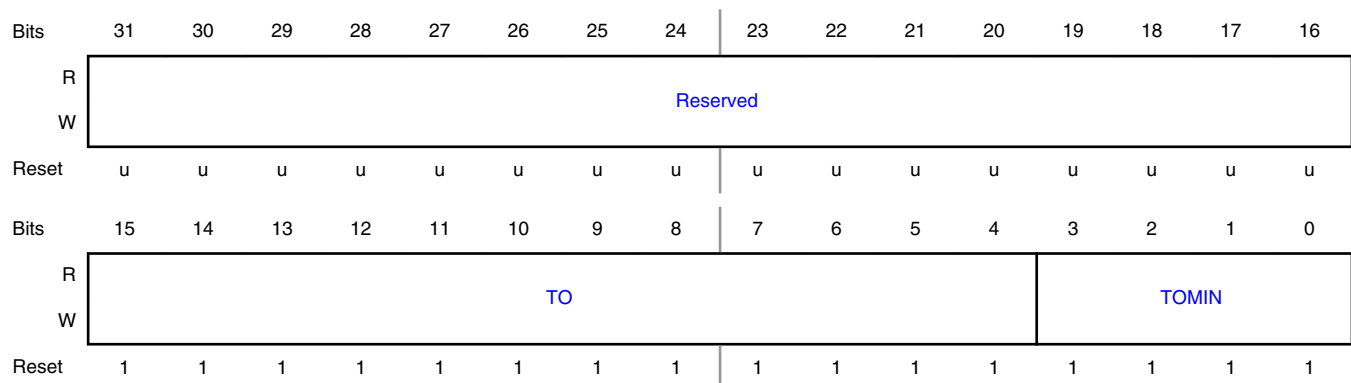 Bits 31 30 29 28 27 26 25 24 23 22 21 20 19 18 17 16
R
Reserved
W
Reset u u u u u u u u u u u u u u u u
Bits 15 14 13 12 11 10 9 8 7 6 5 4 3 2 1 0
R
TO TOMIN
W
Reset 1 1 1 1 1 1 1 1 1 1 1 1 1 1 1 1